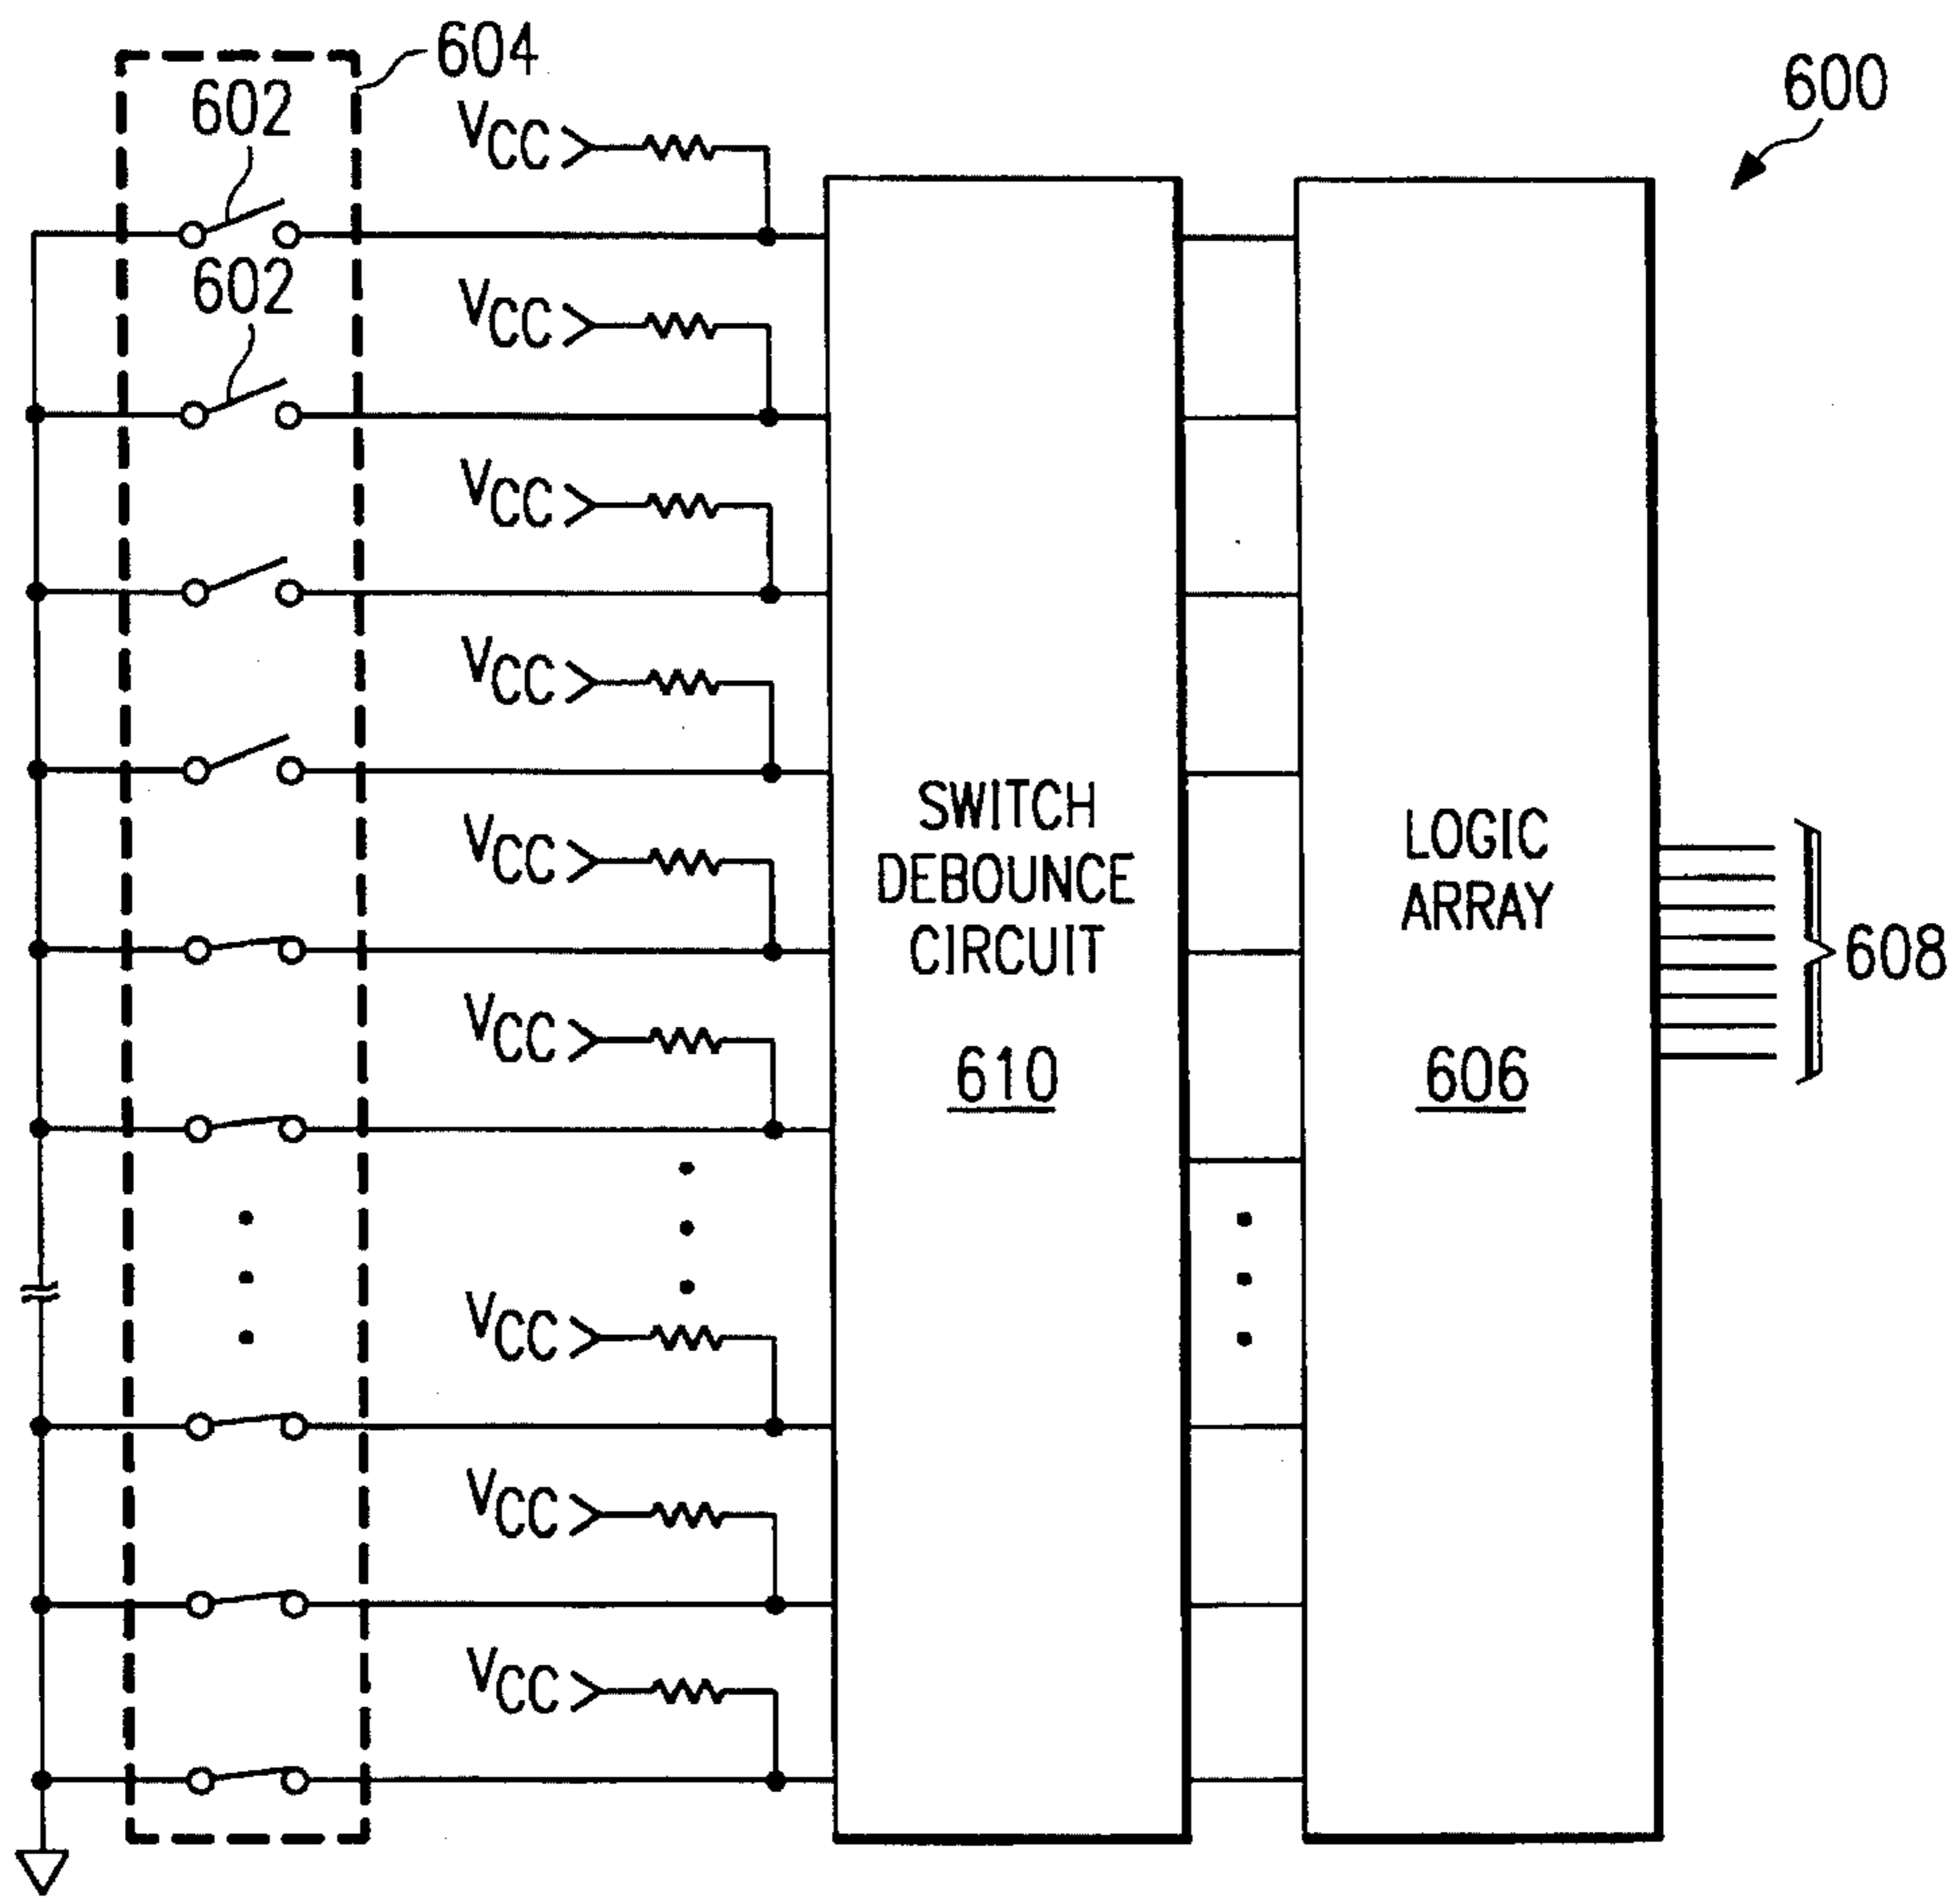 604
600
602
VCC
602
VCC
VCC
VCC
VCC
VCC
VCC
VCC
VCC
SWITCH
DEBOUNCE
CIRCUIT
610
LOGIC
ARRAY
606
608